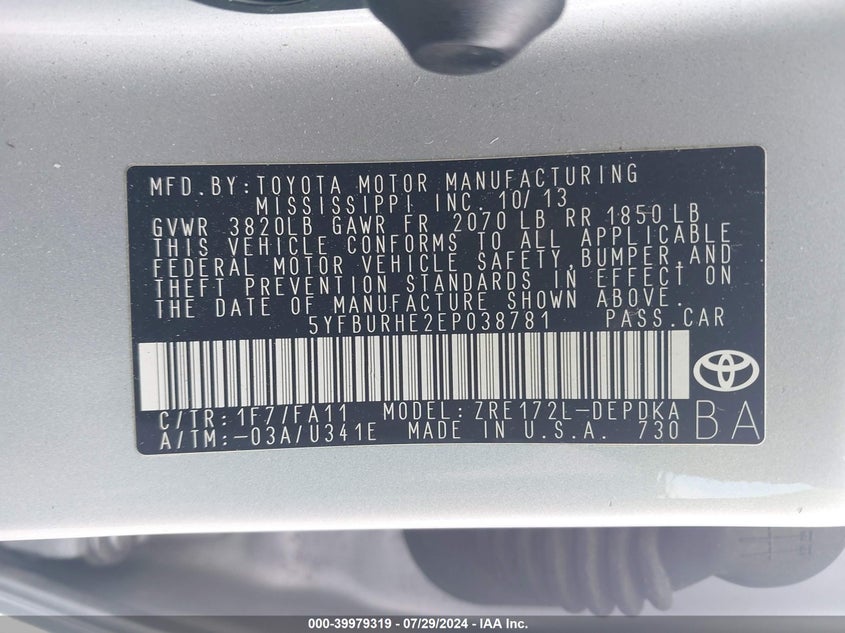 MFD.BY:TOYOTA MOTOR MANUFACTURING
MISSISSIPPI INC. 10/13
GVWR 3820LB GAWR FR 2070 LB RR 1850 LB
THIS VEHICLE CONFORMS TO ALL APPLICABLE
FEDERAL MOTOR VEHICLE SAFETY,BUMPER,AND
THEFT PREVENTION STANDARDS IN EFFECT ON
THE DATE OF MANUFACTURE SHOWN ABOVE.
5YFBURHE2EP038781 PASS.CAR
C/TR:1F7/FA11 MODEL: ZRE172L-DEPDKA
A/TM:-03A/U341E MADE IN U.S.A. 730
BA
000-39979319 - 07/29/2024 - IAA Inc.